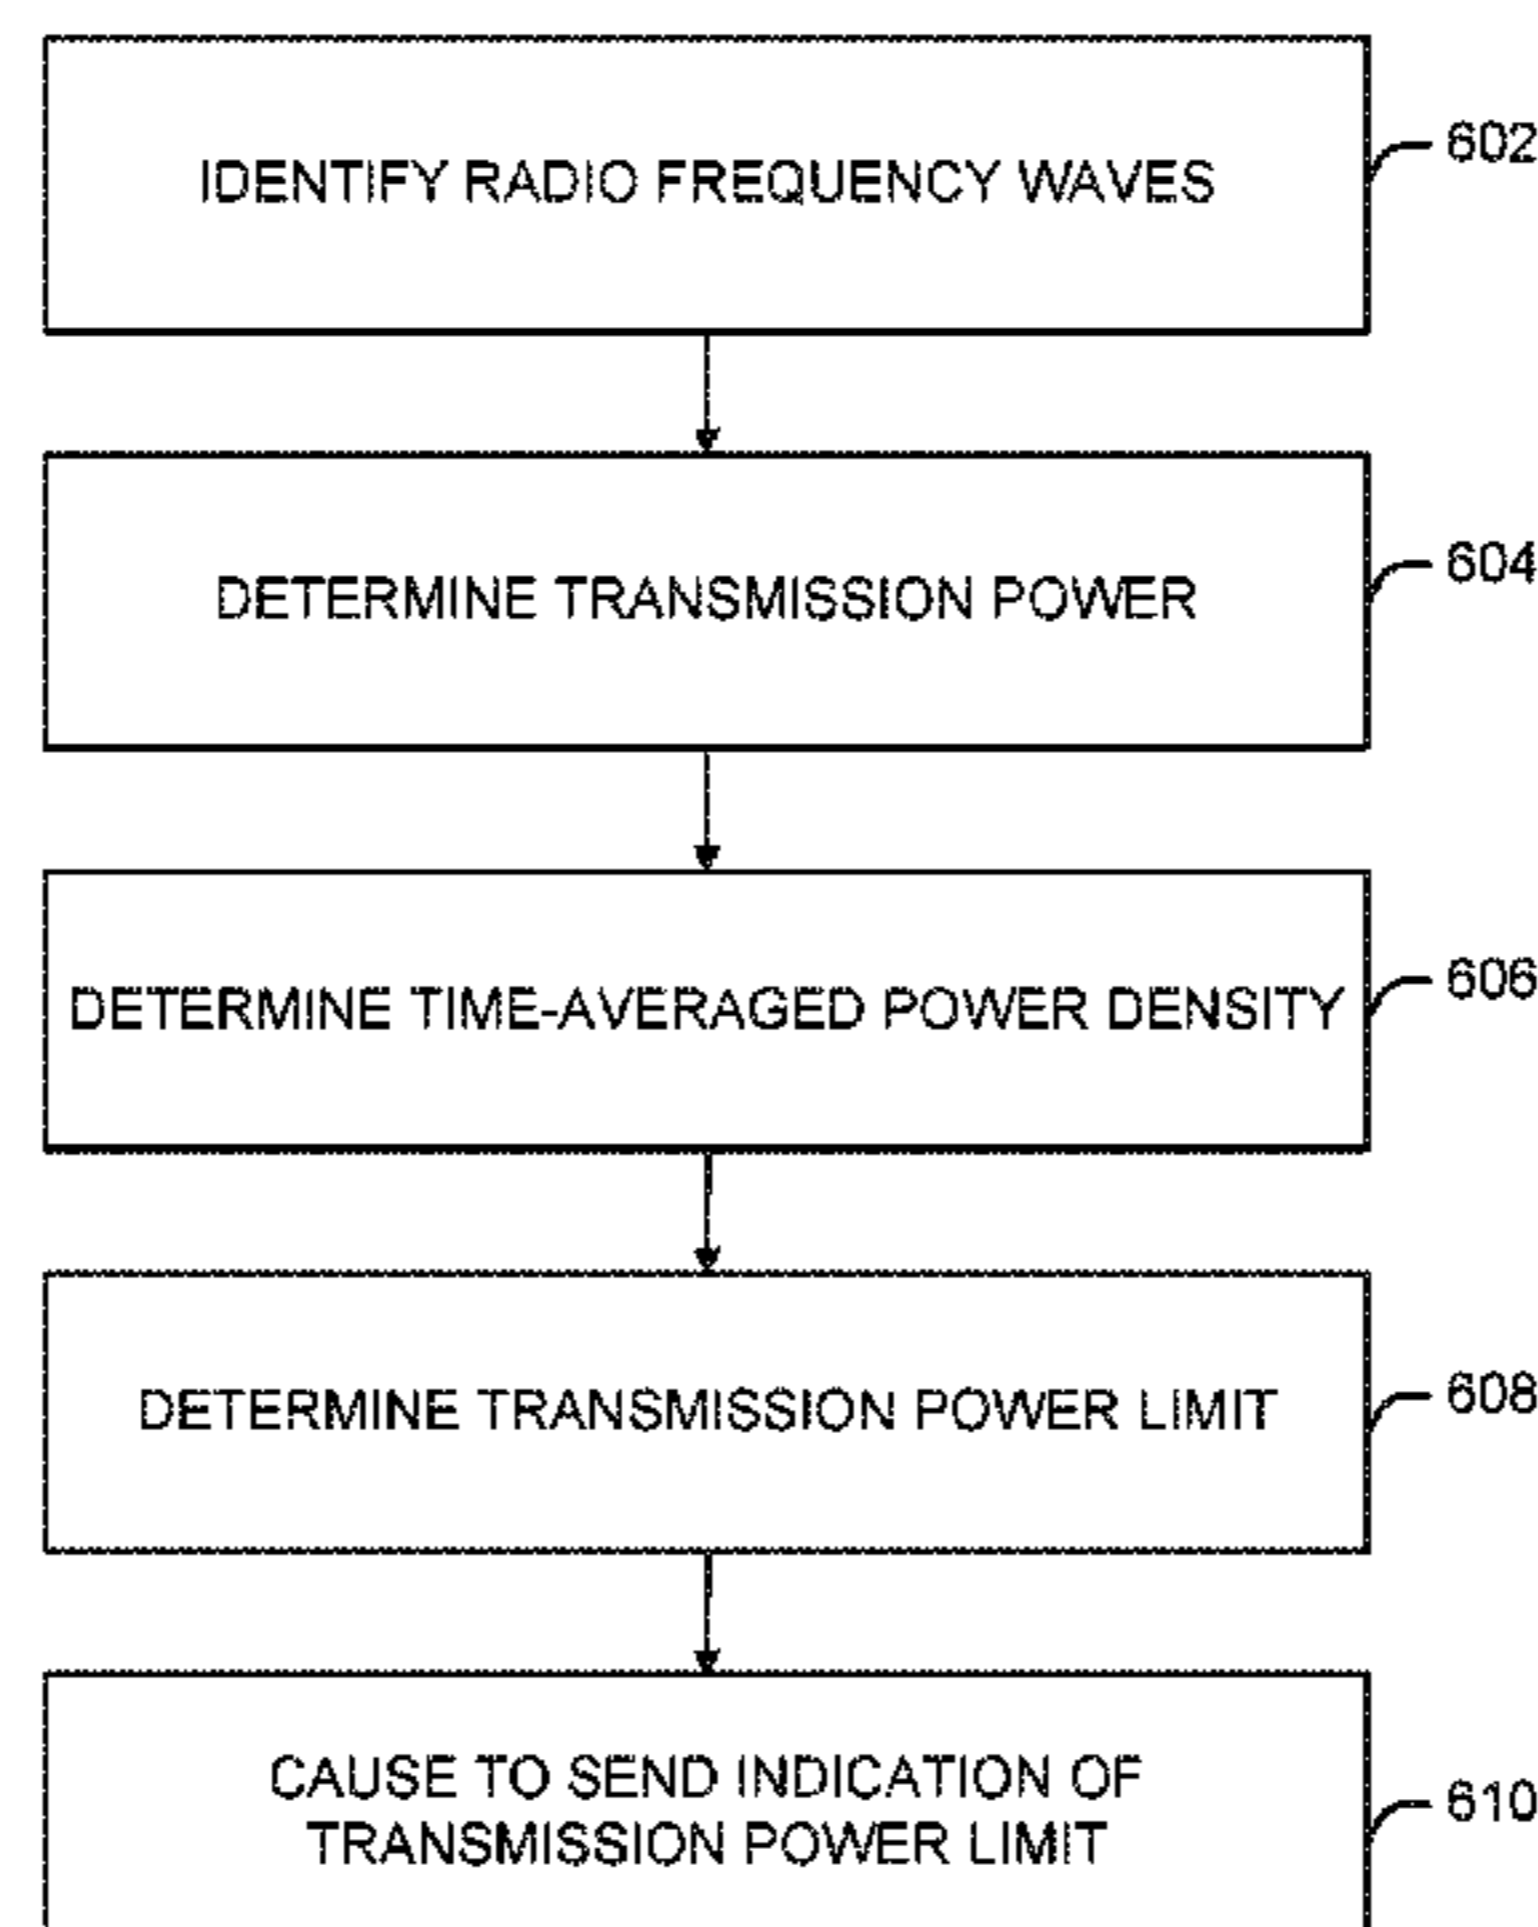 IDENTIFY RADIO FREQUENCY WAVES
602
DETERMINE TRANSMISSION POWER
604
DETERMINE TIME-AVERAGED POWER DENSITY
606
DETERMINE TRANSMISSION POWER LIMIT
608
CAUSE TO SEND INDICATION OF
TRANSMISSION POWER LIMIT
610